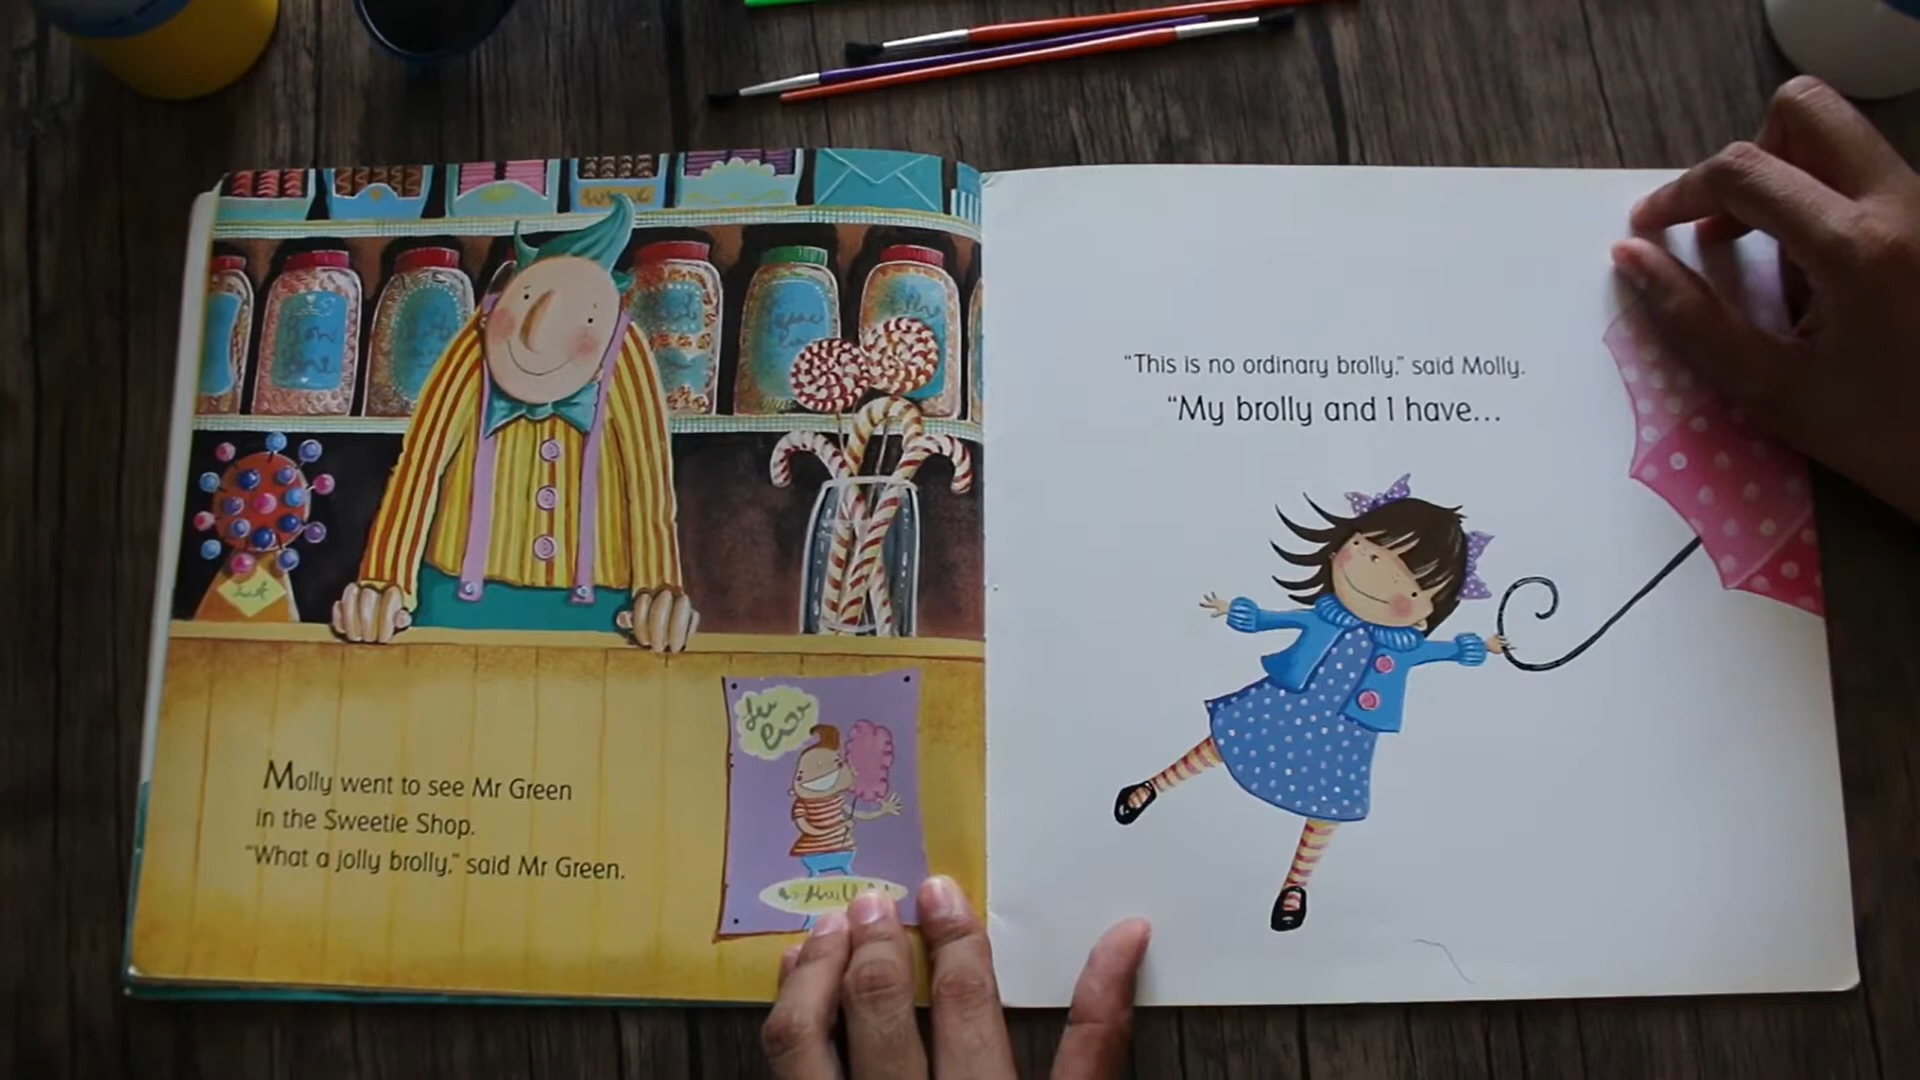 Molly went to see Mr Green
in the Sweetie Shop.
“What a jolly brolly,” said Mr Green.
“This is no ordinary brolly,” said Molly.
“My brolly and I have...